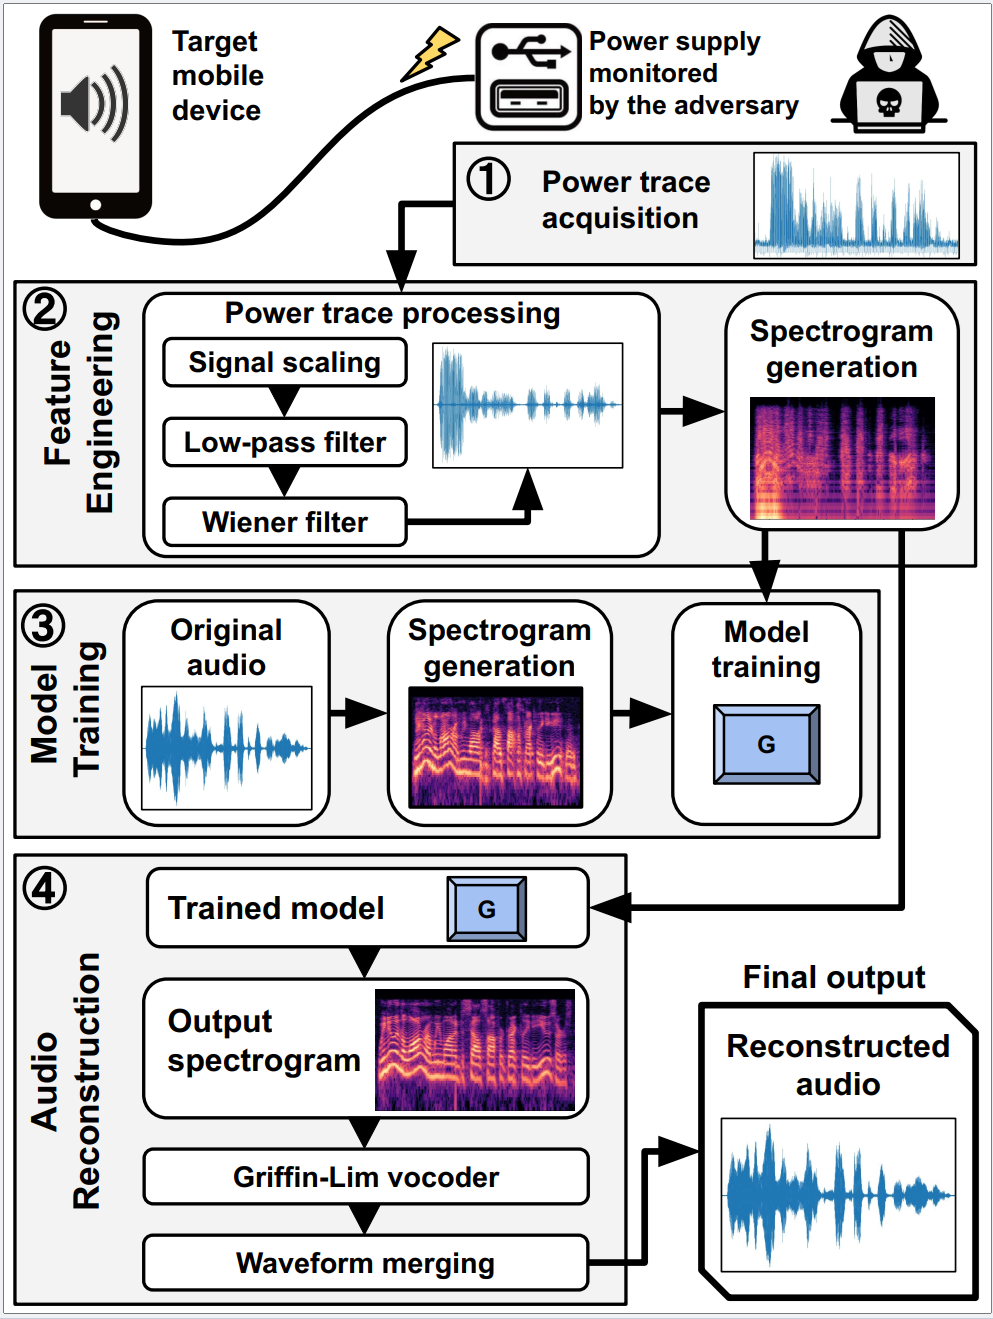 Target
mobile
device
Power supply
monitored
by the adversary
①
Power trace
acquisition
②
Feature
Engineering
Power trace processing
Signal scaling
Low-pass filter
Wiener filter
Spectrogram
generation
③
Model
Training
Original
audio
Spectrogram
generation
Model
training
G
④
Audio
Reconstruction
Trained model
G
Output
spectrogram
Griffin-Lim vocoder
Waveform merging
Final output
Reconstructed
audio